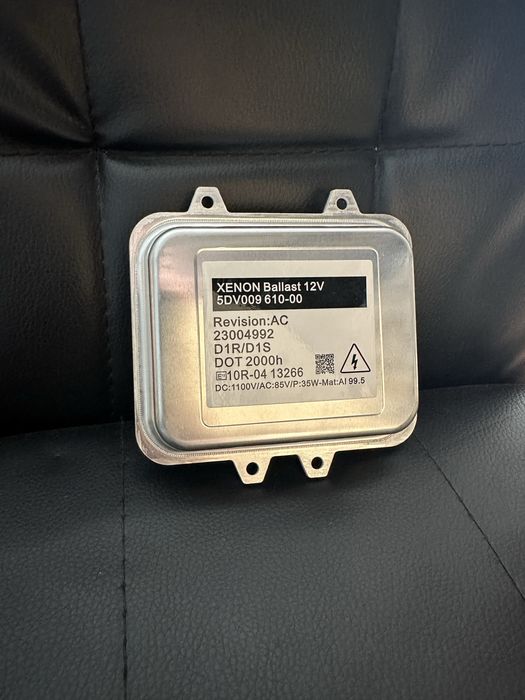 XENON Ballast 12V
5DV009 610-00
Revision:AC
23004992
D1R/D1S
DOT 2000h
E10R-04 13266
DC:1100V/AC:85V/P:35W-Mat:Al 99.5